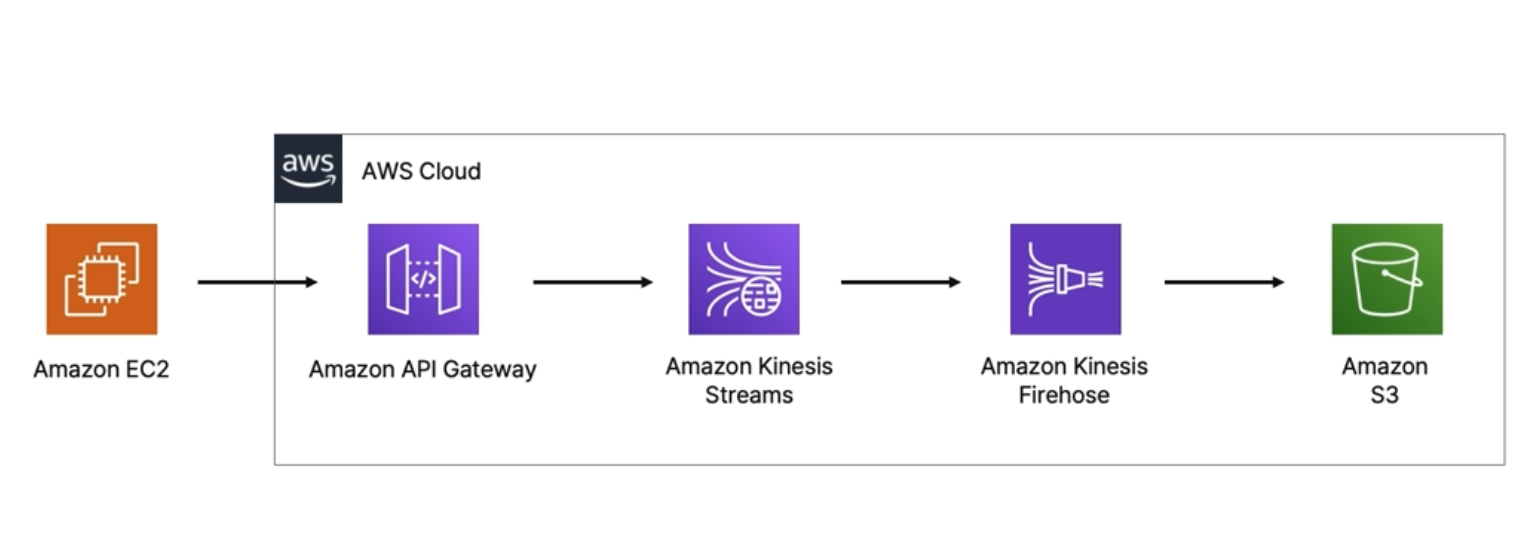 aws
AWS Cloud
</>
Amazon EC2
Amazon API Gateway
Amazon Kinesis
Streams
Amazon Kinesis
Firehose
Amazon
S3